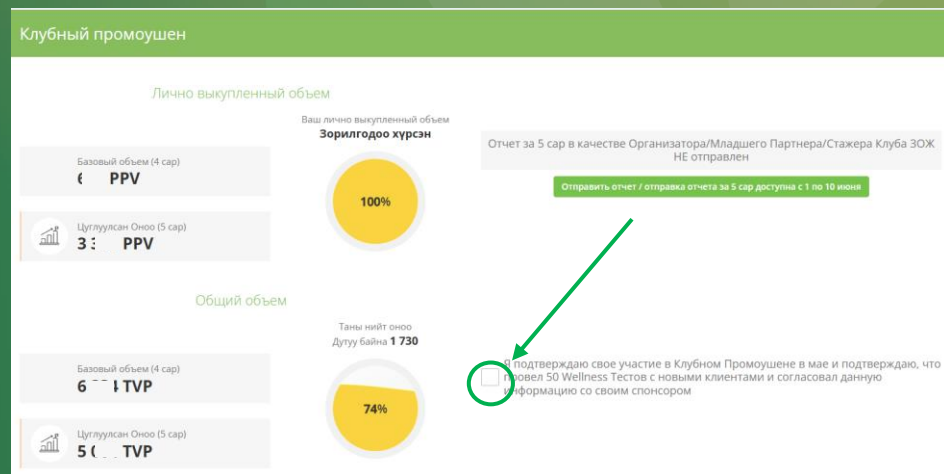 Клубный промоушен
Лично выкупленный объем
Ваш лично выкупленный объем
Зорилгодоо хүрсэн
Базовый объем (4 сар)
PPV
100%
Цуглуулсан Оноо (5 сар)
PPV
Отчет за 5 сар в качестве Организатора/Младшего Партнера/Стажера Клуба ЗОЖ
НЕ отправлен
Отправить отчет / отправка отчета за 5 сар доступна с 1 по 10 июня
Общий объем
Таны нийт оноо
Дутуу байна 1 730
Базовый объем (4 сар)
TVP
74%
Цуглуулсан Оноо (5 сар)
TVP
Я подтверждаю свое участие в Клубном Промоушене в мае и подтверждаю, что
провел 50 Wellness Тестов с новыми клиентами и согласовал данную
информацию со своим спонсором